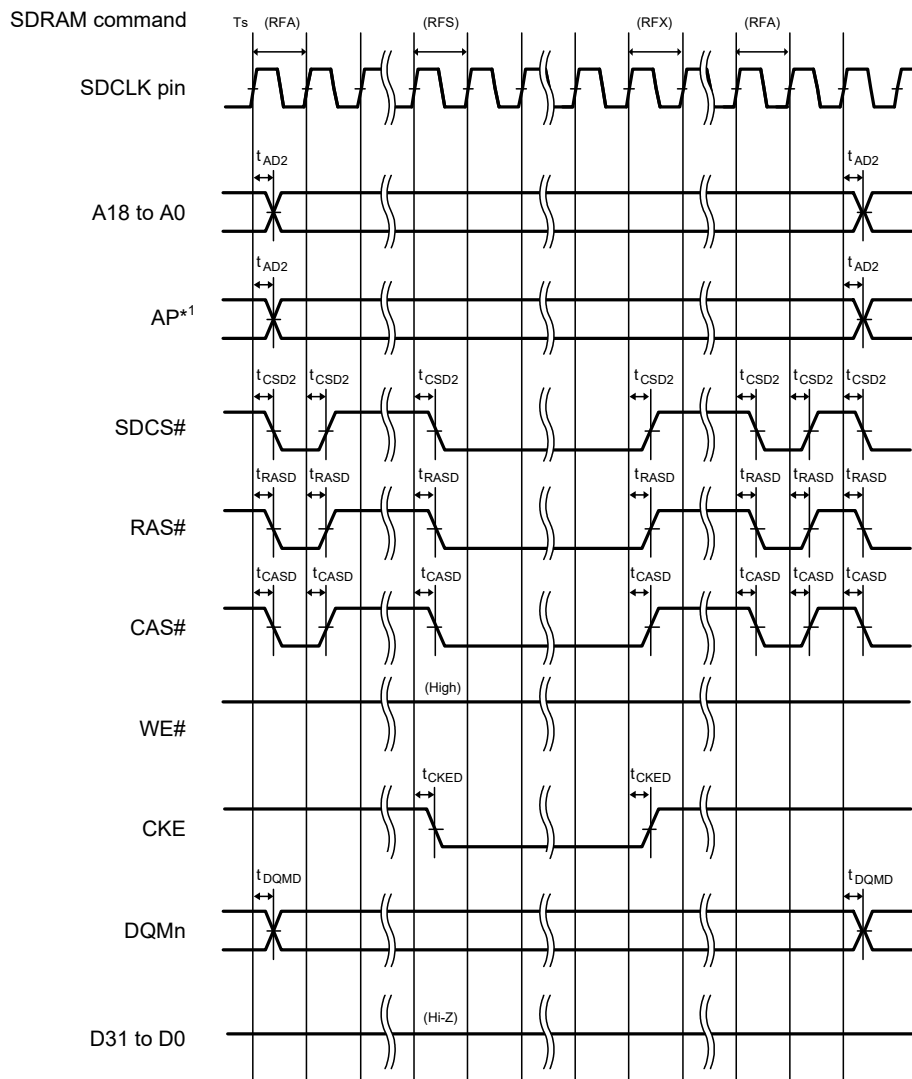 SDRAM command Ts (RFA) (RFS) (RFX) (RFA)
SDCLK pin
tAD2 tAD2
A18 to A0
tAD2 tAD2
AP*1
tCSD2 tCSD2 tCSD2 tCSD2 tCSD2 tCSD2 tCSD2
SDCS#
tRASD tRASD tRASD tRASD tRASD tRASD tRASD
RAS#
tCASD tCASD tCASD tCASD tCASD tCASD tCASD
CAS#
(High)
WE#
tCKED tCKED
CKE
tDQMD tDQMD
DQMn
(Hi-Z)
D31 to D0